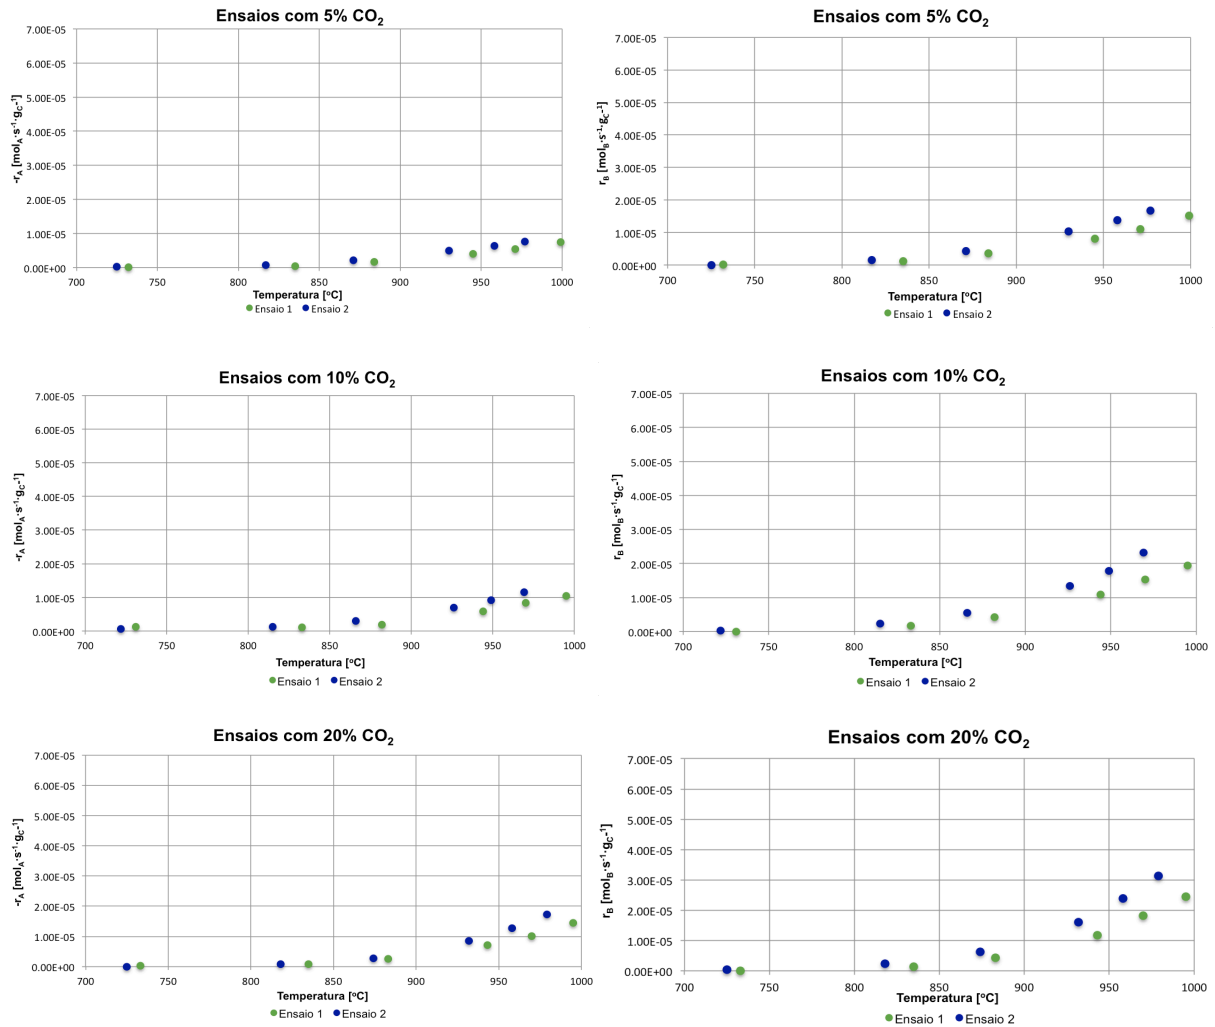 Ensaios com 5% CO₂
7.00E-05
6.00E-05
5.00E-05
4.00E-05
3.00E-05
2.00E-05
1.00E-05
0.00E+00
-rA [molA·s⁻¹·gC⁻¹]
700 750 800 850 900 950 1000
Temperatura [ºC]
Ensaio 1 Ensaio 2
Ensaios com 5% CO₂
7.00E-05
6.00E-05
5.00E-05
4.00E-05
3.00E-05
2.00E-05
1.00E-05
0.00E+00
rB [molB·s⁻¹·gC⁻¹]
700 750 800 850 900 950 1000
Temperatura [ºC]
Ensaio 1 Ensaio 2
Ensaios com 10% CO₂
7.00E-05
6.00E-05
5.00E-05
4.00E-05
3.00E-05
2.00E-05
1.00E-05
0.00E+00
-rA [molA·s⁻¹·gC⁻¹]
700 750 800 850 900 950 1000
Temperatura [ºC]
Ensaio 1 Ensaio 2
Ensaios com 10% CO₂
7.00E-05
6.00E-05
5.00E-05
4.00E-05
3.00E-05
2.00E-05
1.00E-05
0.00E+00
rB [molB·s⁻¹·gC⁻¹]
700 750 800 850 900 950 1000
Temperatura [ºC]
Ensaio 1 Ensaio 2
Ensaios com 20% CO₂
7.00E-05
6.00E-05
5.00E-05
4.00E-05
3.00E-05
2.00E-05
1.00E-05
0.00E+00
-rA [molA·s⁻¹·gC⁻¹]
700 750 800 850 900 950 1000
Temperatura [ºC]
Ensaio 1 Ensaio 2
Ensaios com 20% CO₂
7.00E-05
6.00E-05
5.00E-05
4.00E-05
3.00E-05
2.00E-05
1.00E-05
0.00E+00
rB [molB·s⁻¹·gC⁻¹]
700 750 800 850 900 950 1000
Temperatura [ºC]
Ensaio 1 Ensaio 2